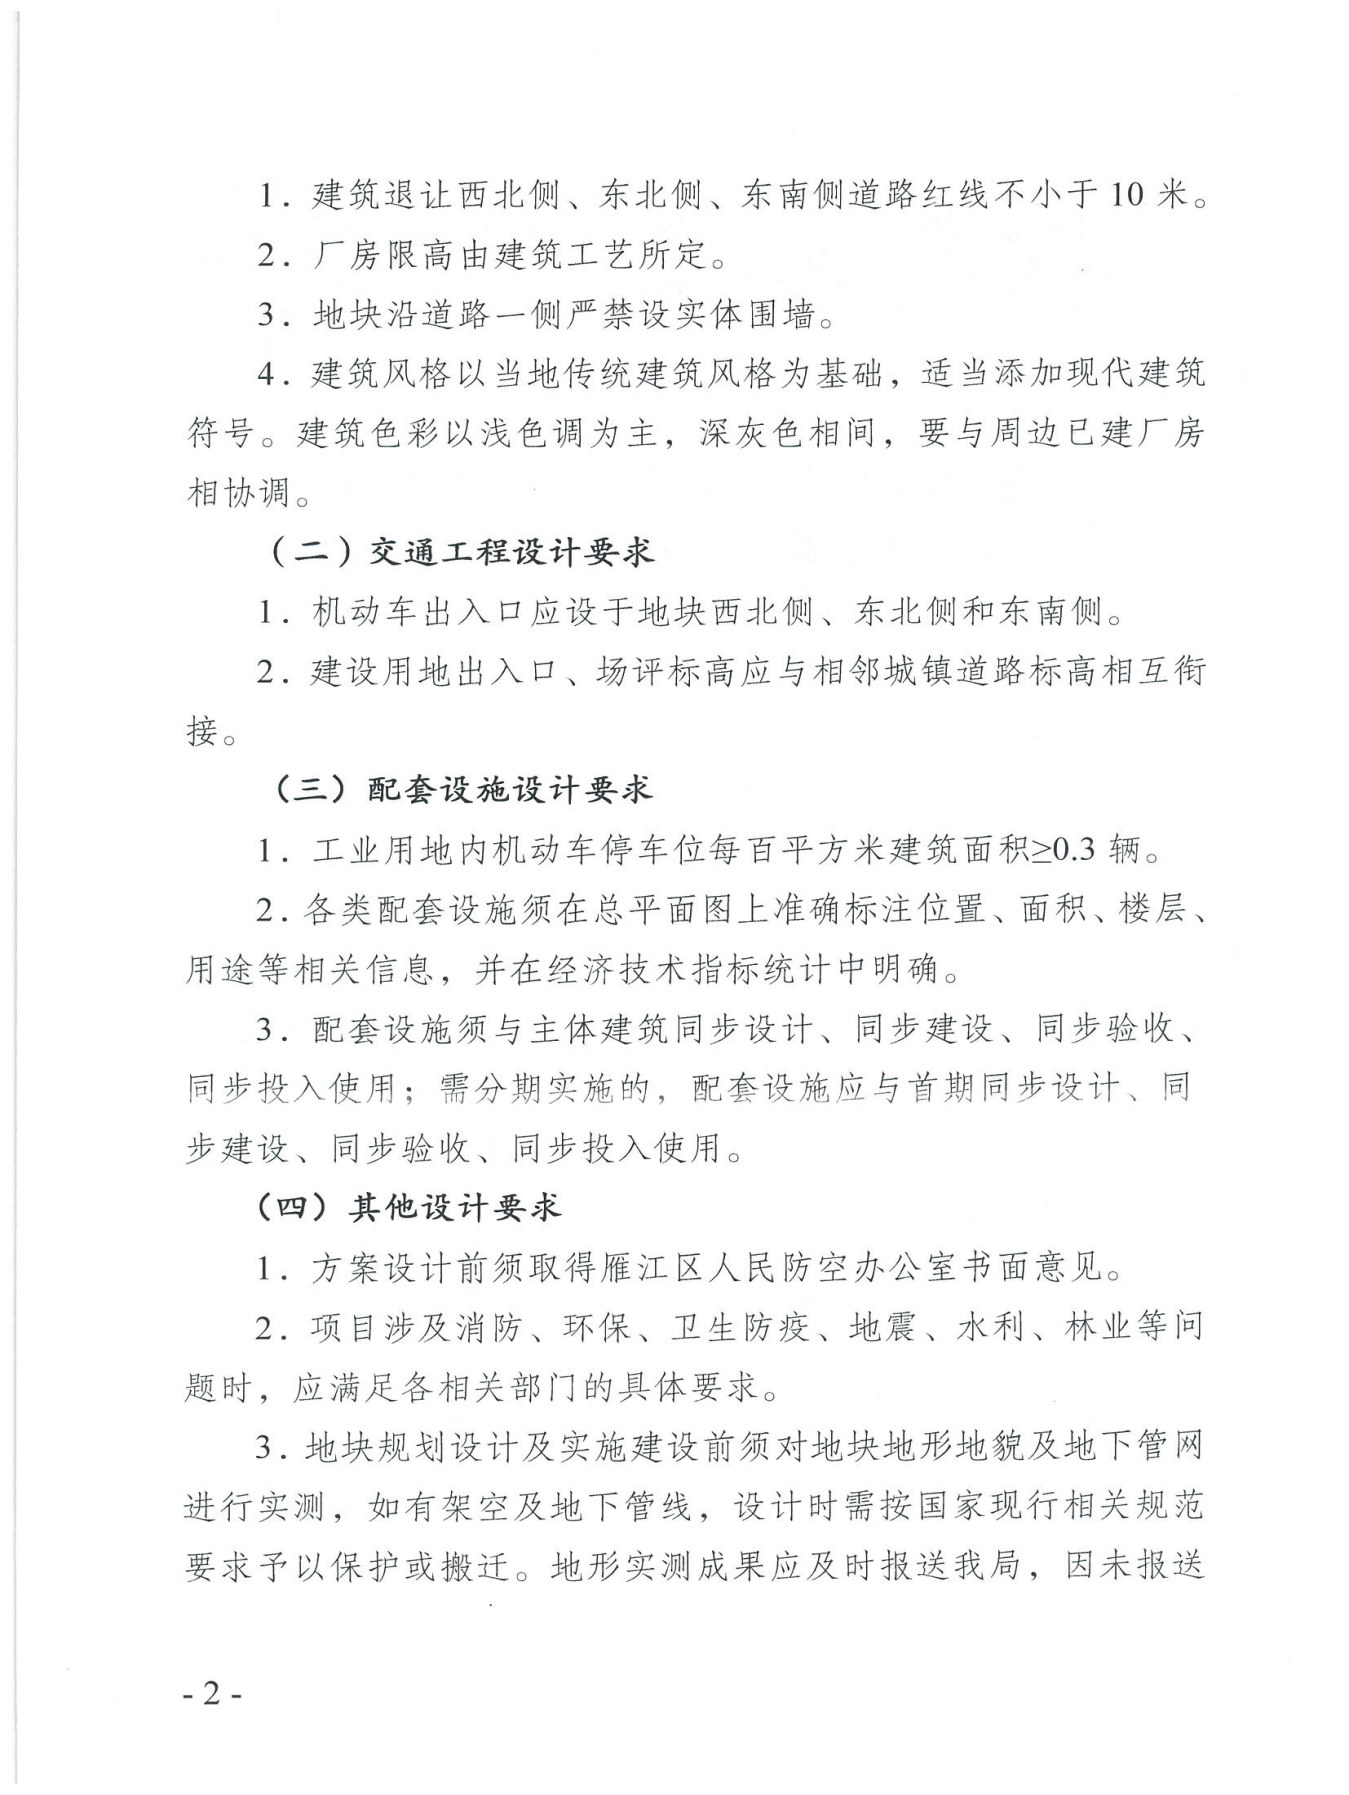 1. 建筑退让西北侧、东北侧、东南侧道路红线不小于 10 米。
2. 厂房限高由建筑工艺所定。
3. 地块沿道路一侧严禁设实体围墙。
4. 建筑风格以当地传统建筑风格为基础，适当添加现代建筑
符号。建筑色彩以浅色调为主，深灰色相间，要与周边已建厂房
相协调。
（二）交通工程设计要求
1. 机动车出入口应设于地块西北侧、东北侧和东南侧。
2. 建设用地出入口、场评标高应与相邻城镇道路标高相互衔
接。
（三）配套设施设计要求
1. 工业用地内机动车停车位每百平方米建筑面积≥0.3 辆。
2. 各类配套设施须在总平面图上准确标注位置、面积、楼层、
用途等相关信息，并在经济技术指标统计中明确。
3. 配套设施须与主体建筑同步设计、同步建设、同步验收、
同步投入使用；需分期实施的，配套设施应与首期同步设计、同
步建设、同步验收、同步投入使用。
（四）其他设计要求
1. 方案设计前须取得雁江区人民防空办公室书面意见。
2. 项目涉及消防、环保、卫生防疫、地震、水利、林业等问
题时，应满足各相关部门的具体要求。
3. 地块规划设计及实施建设前须对地块地形地貌及地下管网
进行实测，如有架空及地下管线，设计时需按国家现行相关规范
要求予以保护或搬迁。地形实测成果应及时报送我局，因未报送
- 2 -